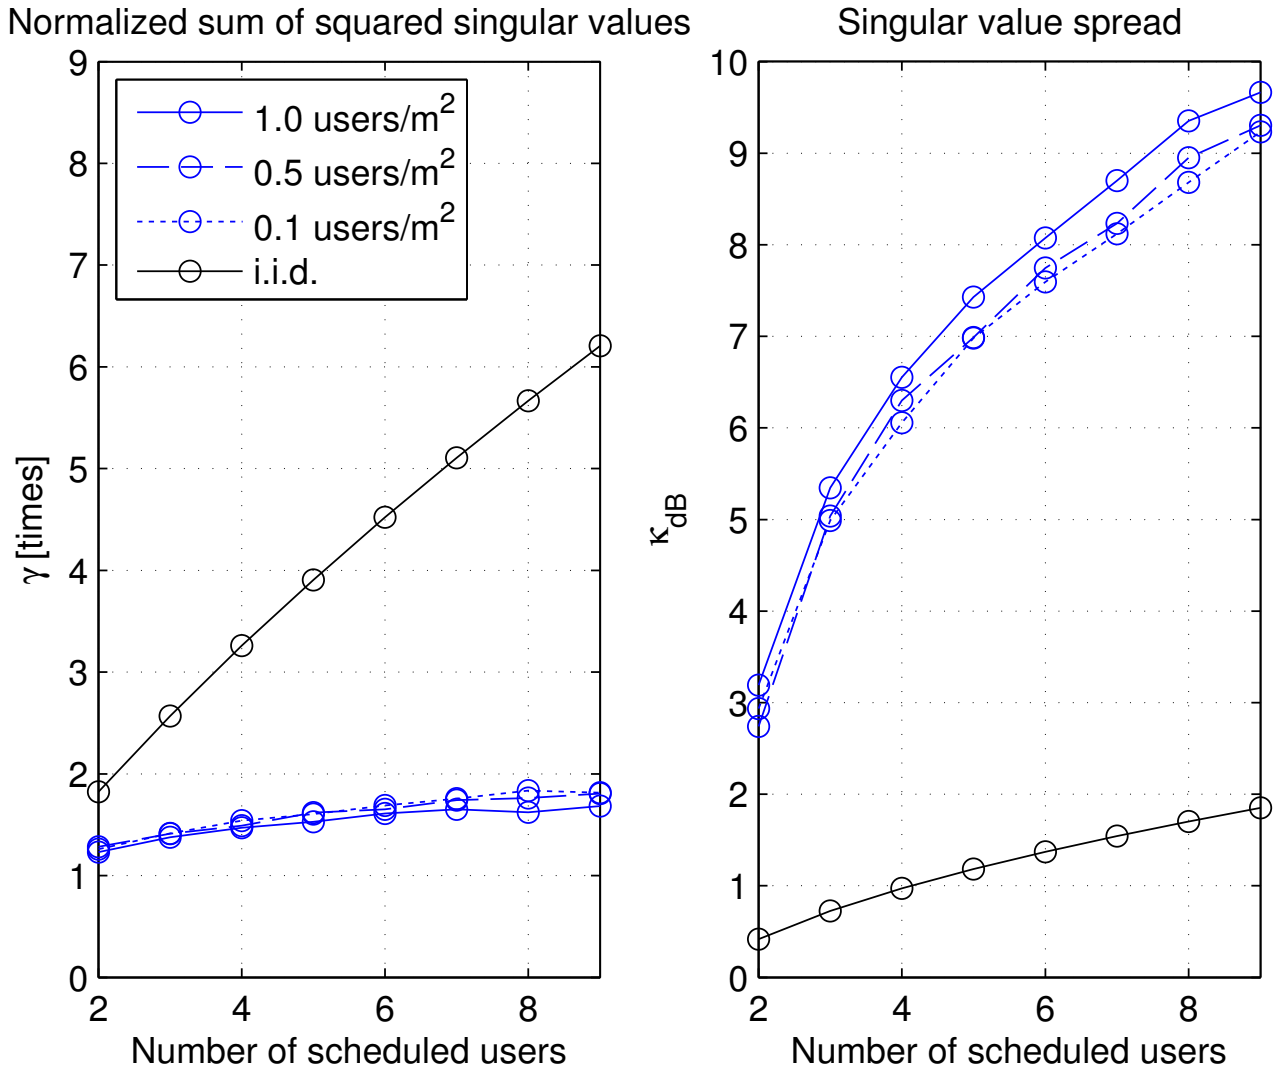 Normalized sum of squared singular values
9
8
7
6
5
4
3
2
1
0
γ [times]
1.0 users/m²
0.5 users/m²
0.1 users/m²
i.i.d.
2 4 6 8
Number of scheduled users
Singular value spread
10
9
8
7
6
5
4
3
2
1
0
κdB
2 4 6 8
Number of scheduled users